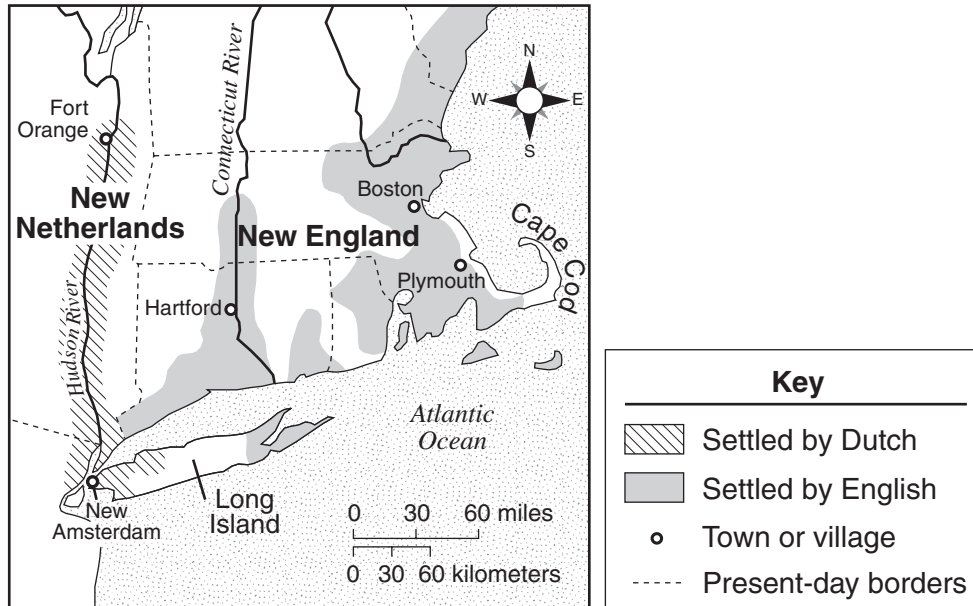 Fort
Orange
Connecticut River
N
W
E
S
New
Netherlands
Boston
New England
Cape Cod
Plymouth
Hartford
Hudson River
Atlantic
Ocean
Long
Island
New
Amsterdam
0 30 60 miles
0 30 60 kilometers
Key
Settled by Dutch
Settled by English
Town or village
Present-day borders